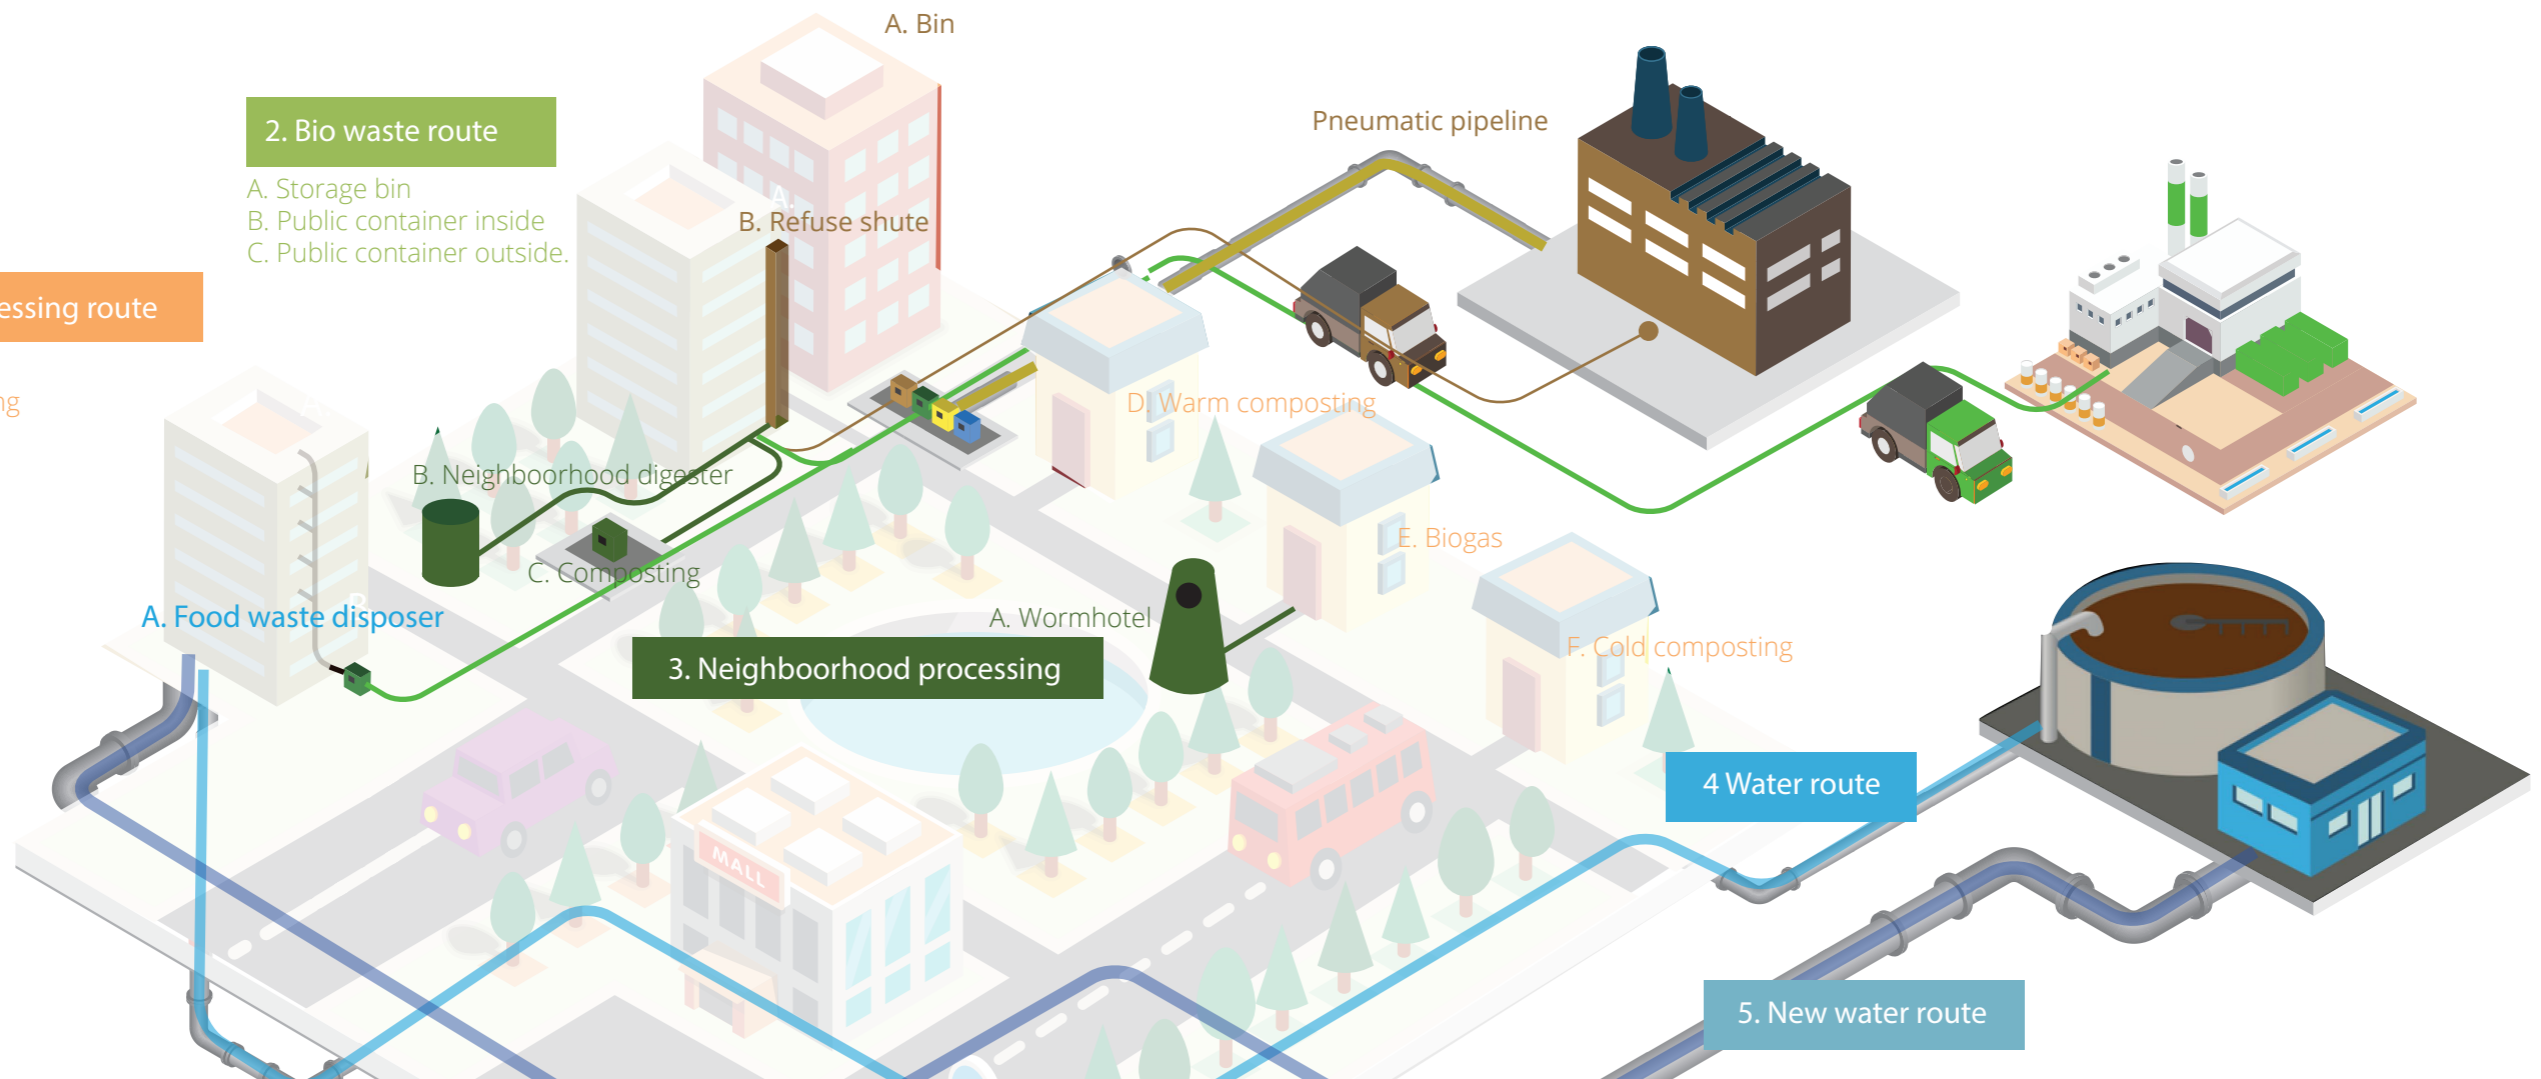 A. Bin
2. Bio waste route
Pneumatic pipeline
A. Storage bin
B. Public container inside
C. Public container outside.
A.
B. Refuse shute
essing route
ng
D. Warm composting
B. Neighboorhood digester
E. Biogas
C. Composting
A. Food waste disposer
A. Wormhotel
3. Neighboorhood processing
F. Cold composting
4 Water route
MALL
5. New water route